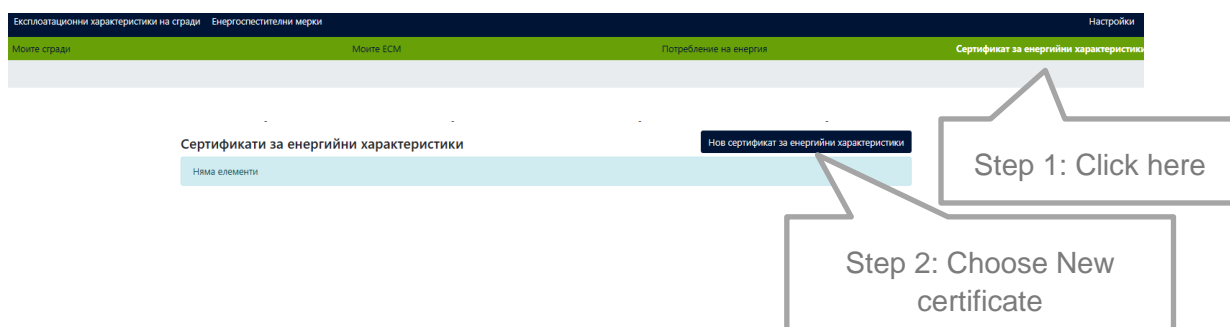 Експлоатационни характеристики на сгради Енергоспестителни мерки Настройки
Моите сгради Моите ЕСМ Потребление на енергия Сертификат за енергийни характеристики
Сертификати за енергийни характеристики Нов сертификат за енергийни характеристики
Няма елементи
Step 1: Click here
Step 2: Choose New
certificate